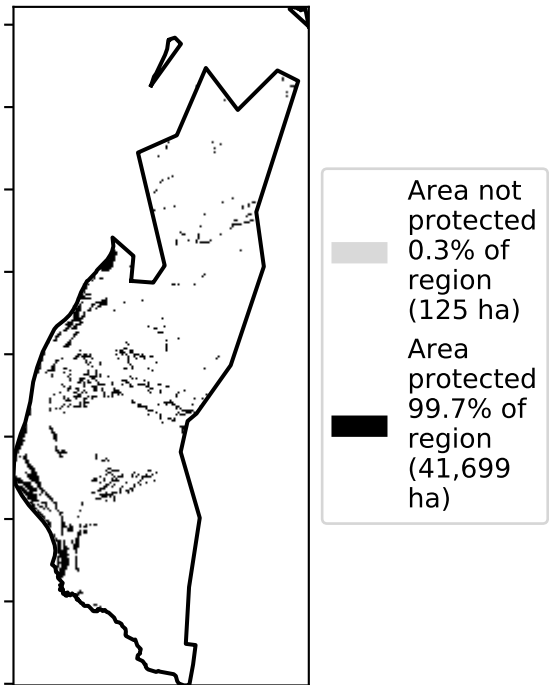 Area not
protected
0.3% of
region
(125 ha)
Area
protected
99.7% of
region
(41,699
ha)